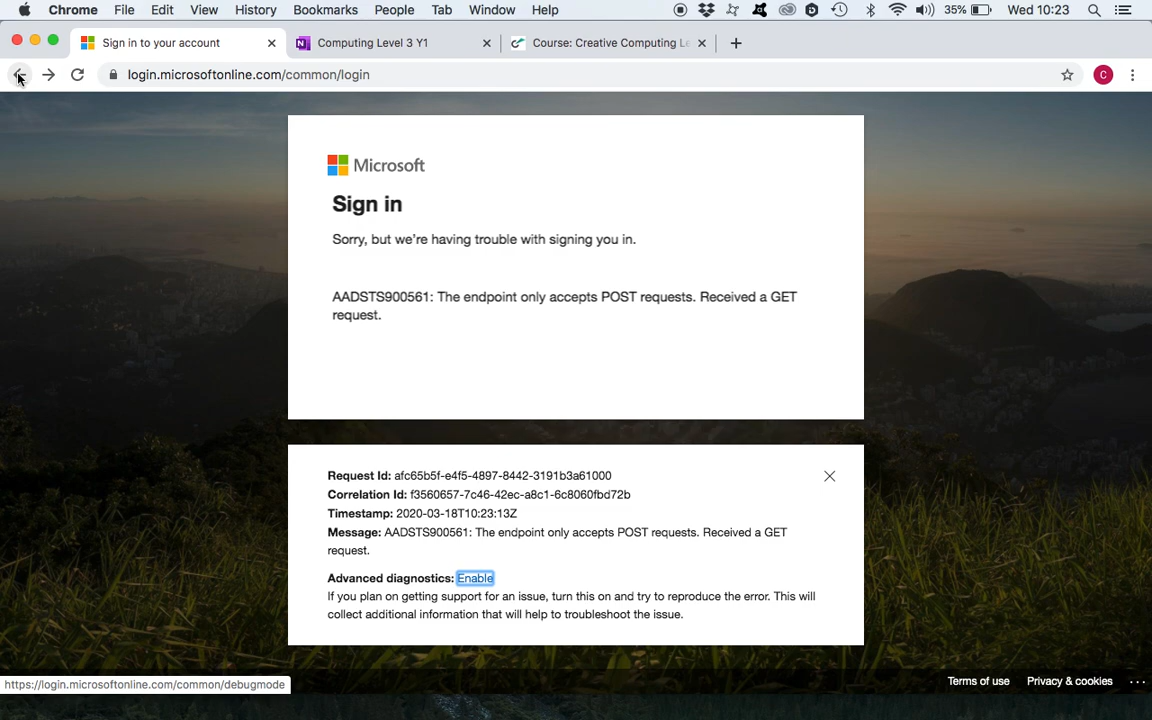 Chrome File Edit View History Bookmarks People Tab Window Help 35% Wed 10:23
Sign in to your account Computing Level 3 Y1 Course: Creative Computing Le
login.microsoftonline.com/common/login C
Microsoft
Sign in
Sorry, but we're having trouble with signing you in.
AADSTS900561: The endpoint only accepts POST requests. Received a GET
request.
Request Id: afc65b5f-e4f5-4897-8442-3191b3a61000
Correlation Id: f3560657-7c46-42ec-a8c1-6c8060fbd72b
Timestamp: 2020-03-18T10:23:13Z
Message: AADSTS900561: The endpoint only accepts POST requests. Received a GET
request.
Advanced diagnostics: Enable
If you plan on getting support for an issue, turn this on and try to reproduce the error. This will
collect additional information that will help to troubleshoot the issue.
https://login.microsoftonline.com/common/debugmode Terms of use Privacy & cookies ...